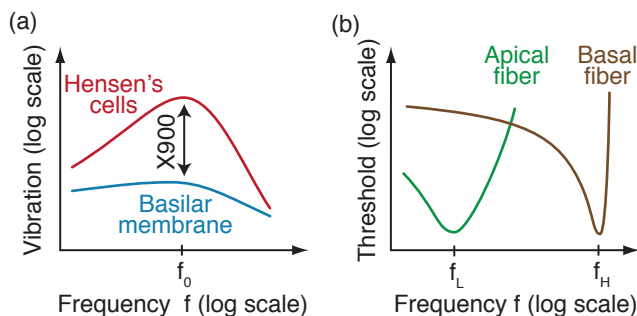 (a)
Vibration (log scale)
Hensen's
cells
X900
Basilar
membrane
f0
Frequency f (log scale)
(b)
Threshold (log scale)
Apical
fiber
Basal
fiber
fL
fH
Frequency f (log scale)